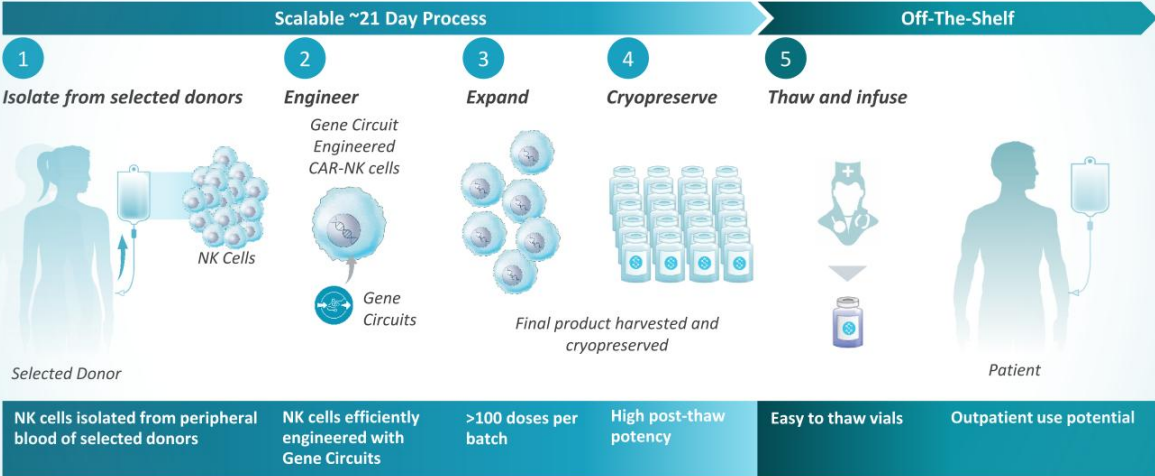 Scalable ~21 Day Process
Off-The-Shelf
1
Isolate from selected donors
2
Engineer
3
Expand
4
Cryopreserve
5
Thaw and infuse
Gene Circuit
Engineered
CAR-NK cells
NK Cells
Gene
Circuits
Final product harvested and
cryopreserved
Selected Donor
Patient
NK cells isolated from peripheral
blood of selected donors
NK cells efficiently
engineered with
Gene Circuits
>100 doses per
batch
High post-thaw
potency
Easy to thaw vials
Outpatient use potential